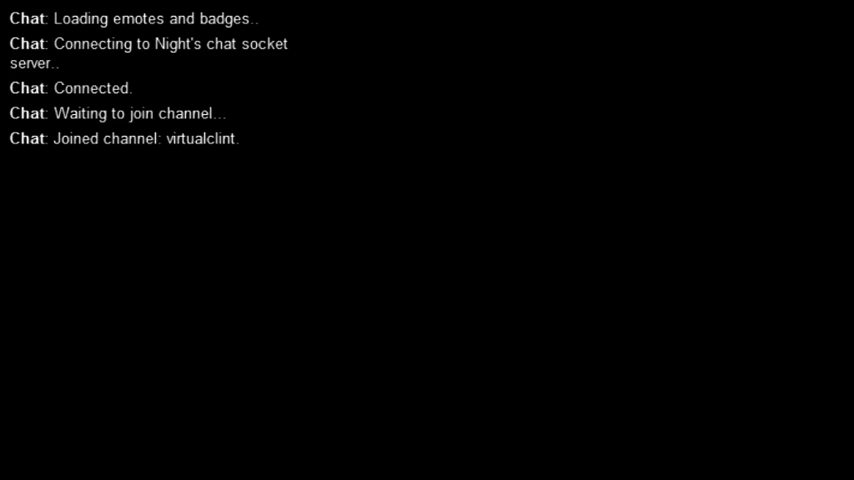 Chat: Loading emotes and badges..
Chat: Connecting to Night's chat socket
server..
Chat: Connected.
Chat: Waiting to join channel...
Chat: Joined channel: virtualclint.